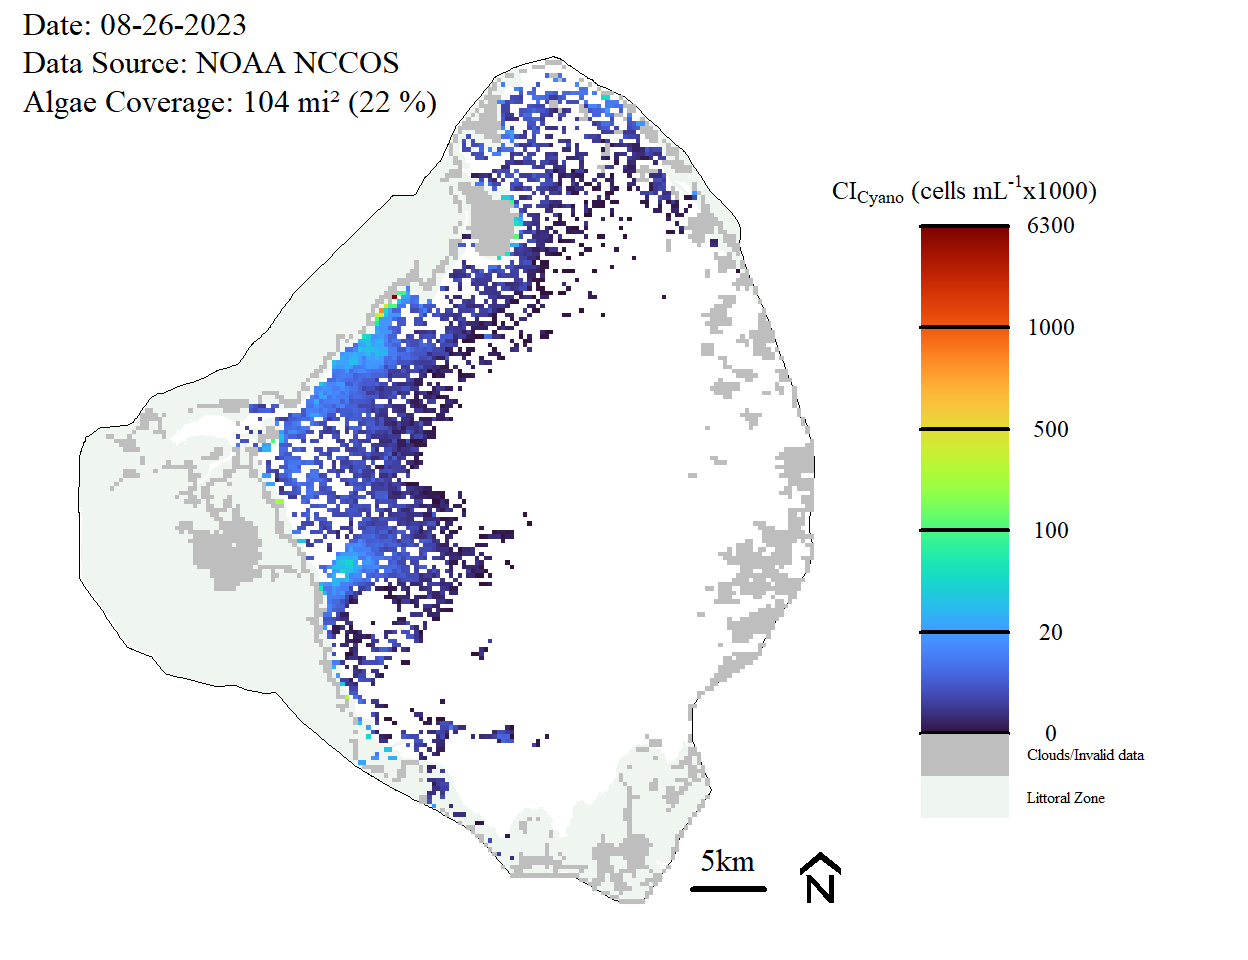 Date: 08-26-2023
Data Source: NOAA NCCOS
Algae Coverage: 104 mi² (22 %)
CICyano (cells mL-1x1000)
6300
1000
500
100
20
0
Clouds/Invalid data
Littoral Zone
5km
N